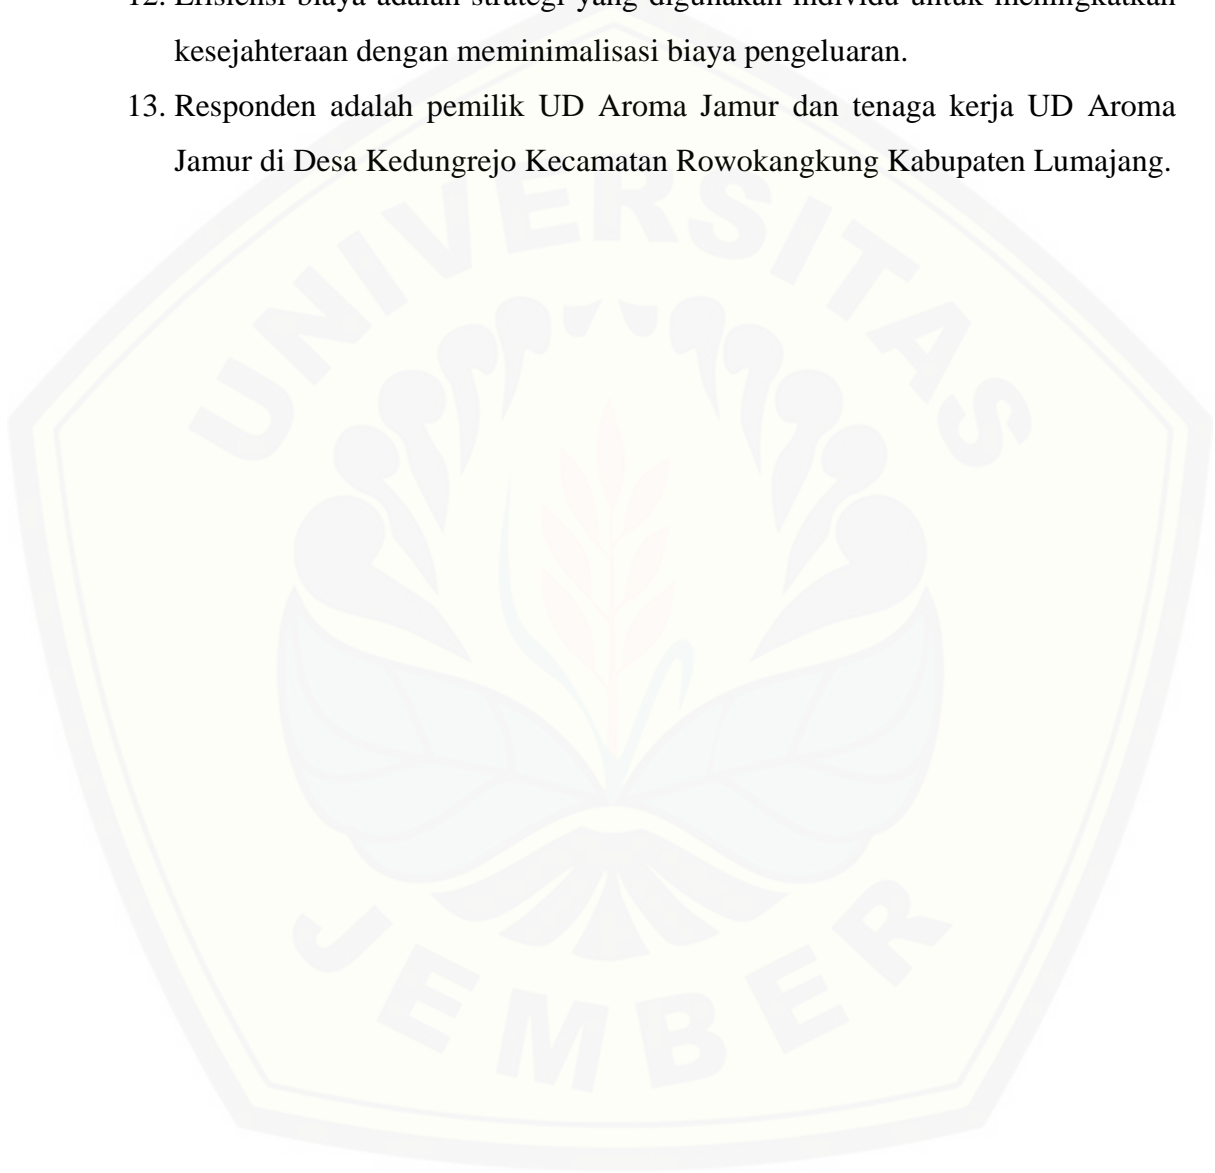 12. Efisiensi biaya adalah strategi yang digunakan individu untuk meningkatkan
kesejahteraan dengan meminimalisasi biaya pengeluaran.
13. Responden adalah pemilik UD Aroma Jamur dan tenaga kerja UD Aroma
Jamur di Desa Kedungrejo Kecamatan Rowokangkung Kabupaten Lumajang.
UNIVERSITAS
JEMBER